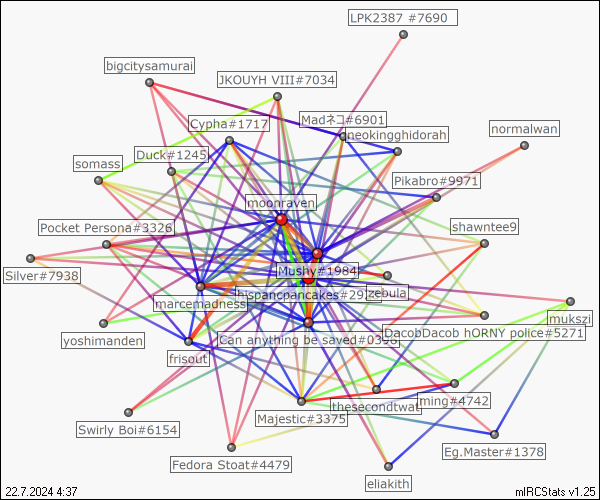 LPK2387 #7690
bigcitysamurai
JKOUYH VIII#7034
Cypha#1717
Madネコ#6901
neokingghidorah
normalwan
somass
Duck#1245
Pikabro#9971
moonraven
Pocket Persona#3326
shawntee9
Silver#7938
Mushy#1984
marcemadness
zebula
mukszi
yoshimanden
Can anything be saved#0398
DacobDacob hORNY police#5271
frisout
Majestic#3375
thesecondtwat
ming#4742
Swirly Boi#6154
Eg.Master#1378
Fedora Stoat#4479
eliakith
22.7.2024 4:37
mIRCStats v1.25